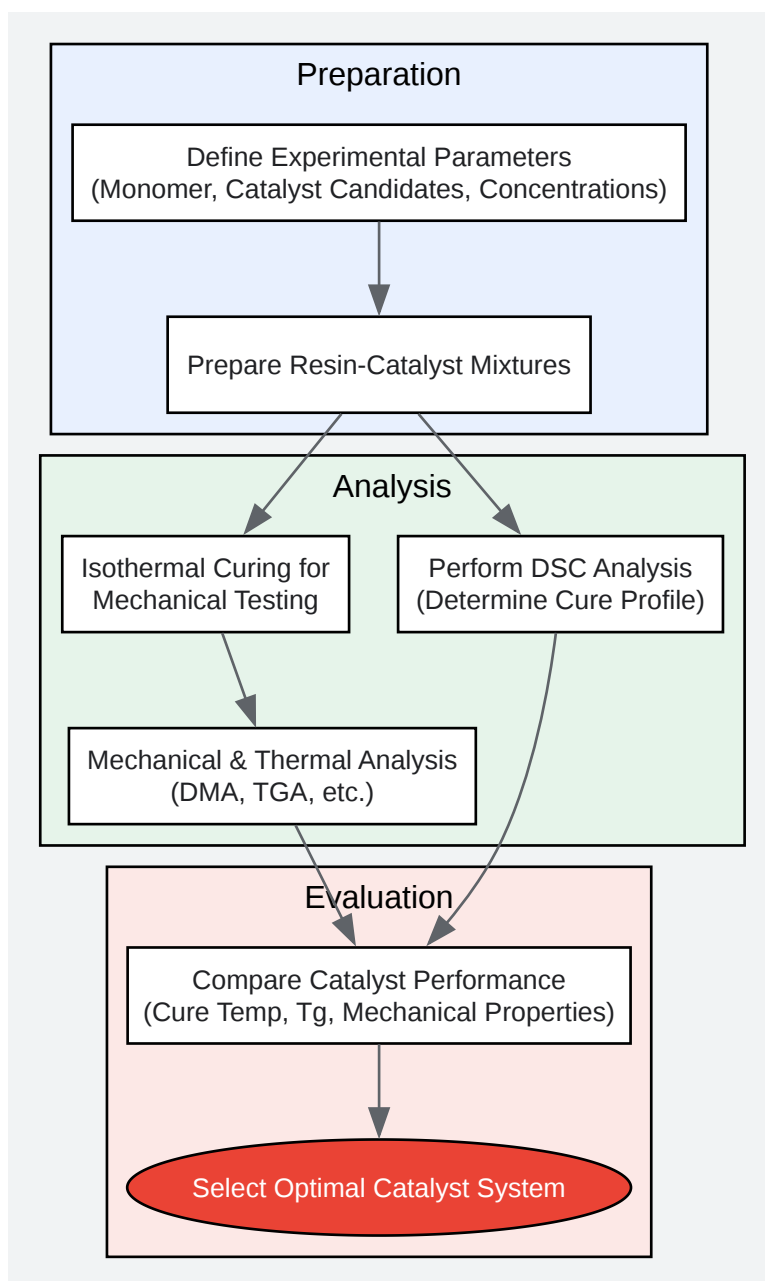 Preparation
Define Experimental Parameters
(Monomer, Catalyst Candidates, Concentrations)
Prepare Resin-Catalyst Mixtures
Analysis
Isothermal Curing for
Mechanical Testing
Perform DSC Analysis
(Determine Cure Profile)
Mechanical & Thermal Analysis
(DMA, TGA, etc.)
Evaluation
Compare Catalyst Performance
(Cure Temp, Tg, Mechanical Properties)
Select Optimal Catalyst System